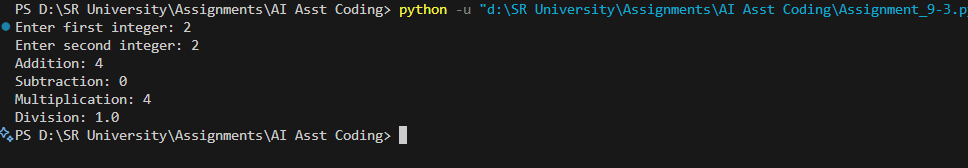 PS D:\SR University\Assignments\AI Asst Coding> python -u "d:\SR University\Assignments\AI Asst Coding\Assignment_9-3.py
Enter first integer: 2
Enter second integer: 2
Addition: 4
Subtraction: 0
Multiplication: 4
Division: 1.0
PS D:\SR University\Assignments\AI Asst Coding>